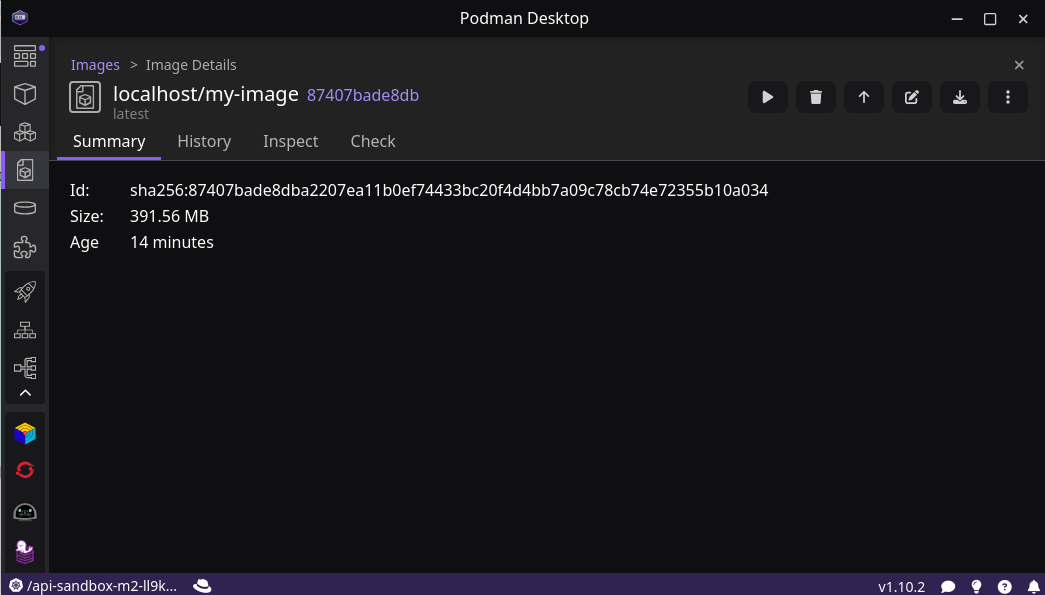 Podman Desktop
Images > Image Details
localhost/my-image 87407bade8db
latest
Summary History Inspect Check
Id: sha256:87407bade8dba2207ea11b0ef74433bc20f4d4bb7a09c78cb74e72355b10a034
Size: 391.56 MB
Age 14 minutes
/api-sandbox-m2-ll9k... v1.10.2